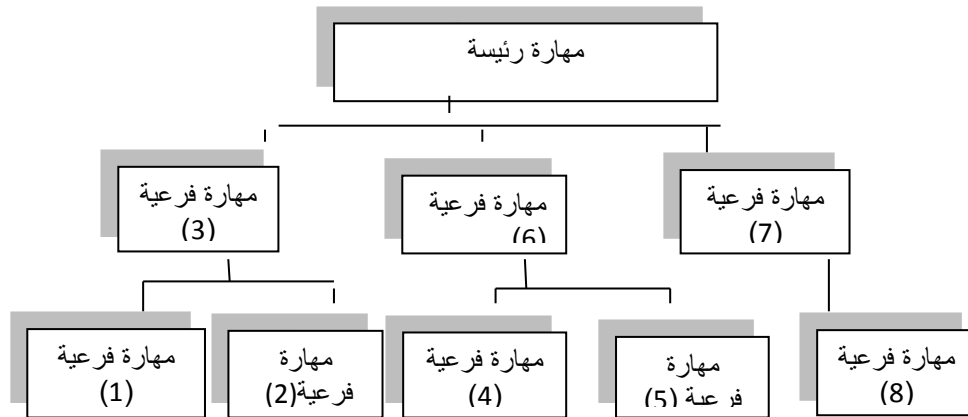 مهارة رئيسة
مهارة فرعية
(3)
مهارة فرعية
(6)
مهارة فرعية
(7)
مهارة فرعية
(1)
مهارة
فرعية(2)
مهارة فرعية
(4)
مهارة
فرعية (5)
مهارة فرعية
(8)